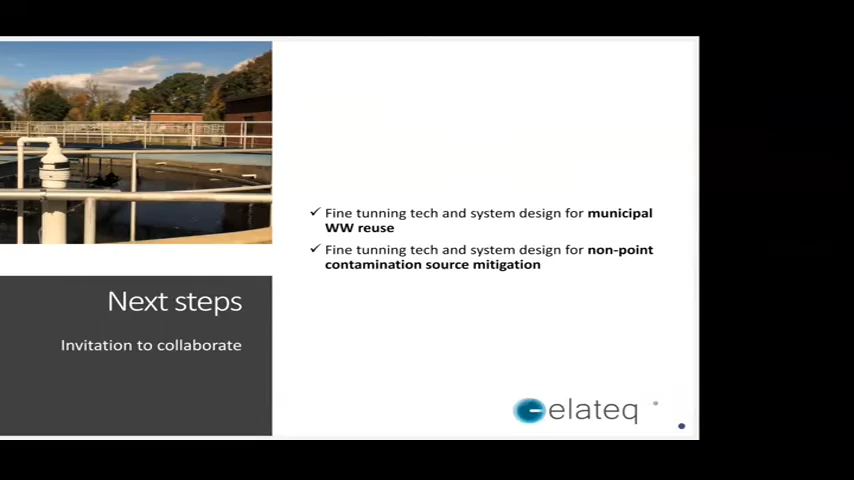 Fine tunning tech and system design for municipal
WW reuse
Fine tunning tech and system design for non-point
contamination source mitigation
Next steps
Invitation to collaborate
elateq